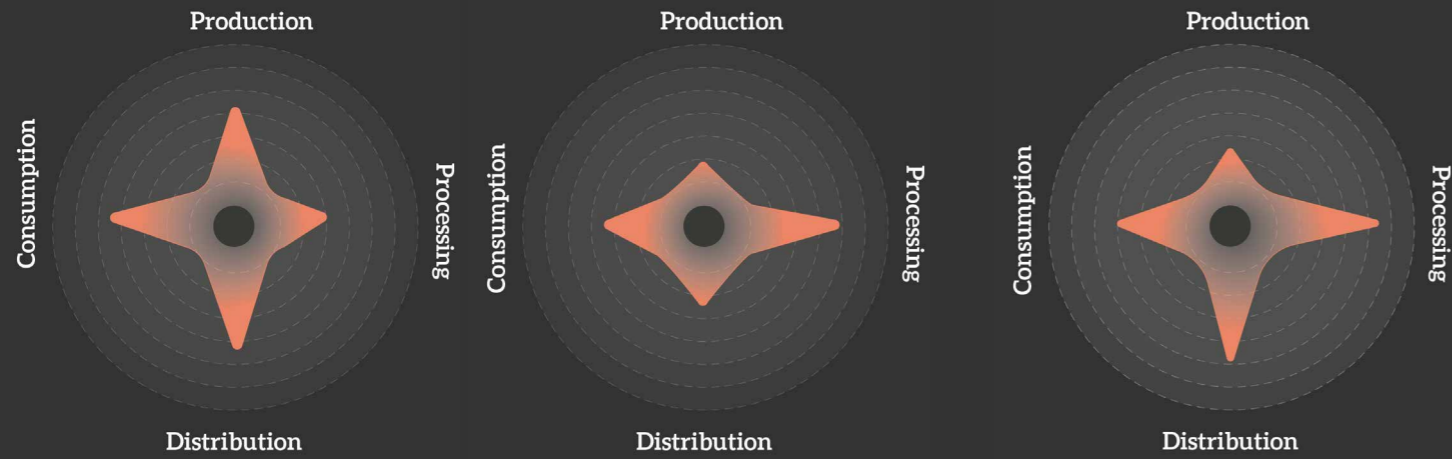 Production
Consumption
Processing
Distribution
Production
Consumption
Processing
Distribution
Production
Consumption
Processing
Distribution